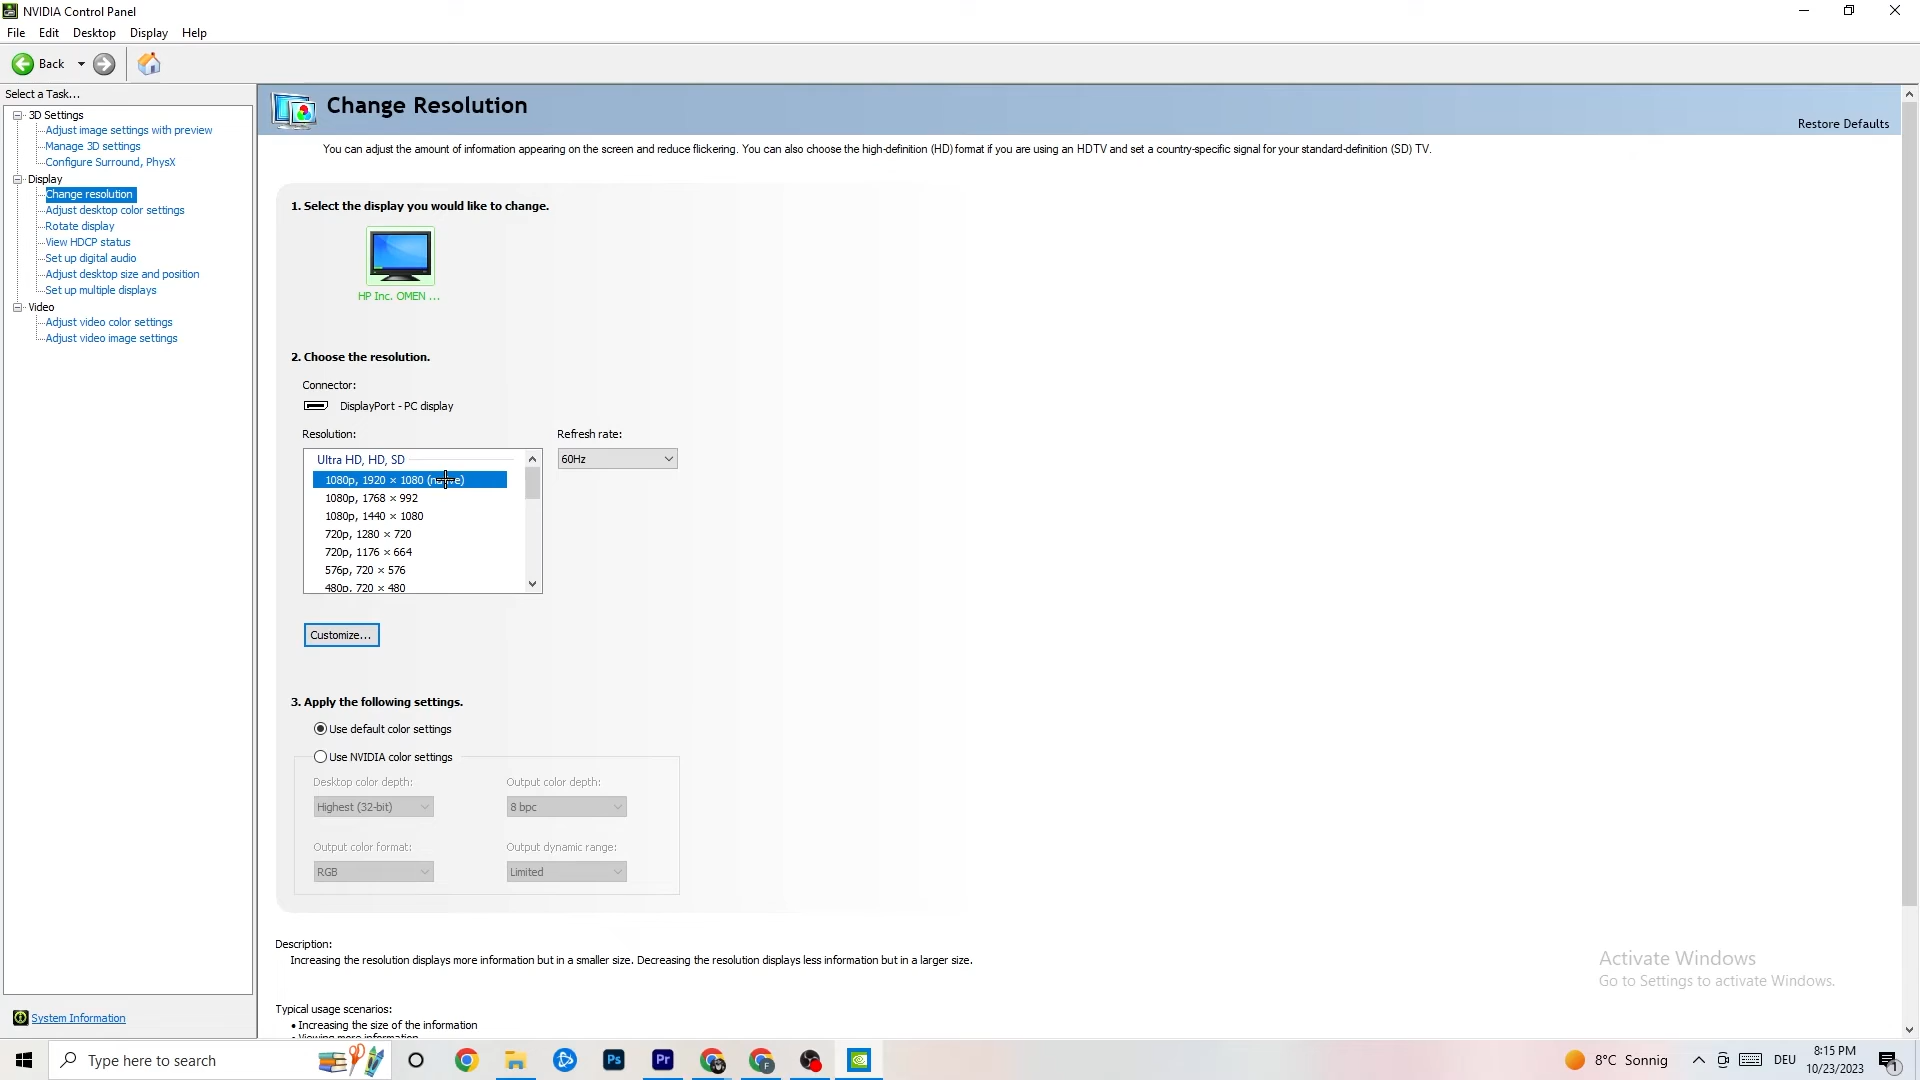 NVIDIA Control Panel
File Edit Desktop Display Help
Back
Select a Task...
3D Settings
Adjust image settings with preview
Manage 3D settings
Configure Surround, PhysX
Display
Change resolution
Adjust desktop color settings
Rotate display
View HDCP status
Set up digital audio
Adjust desktop size and position
Set up multiple displays
Video
Adjust video color settings
Adjust video image settings
System Information
Change Resolution
Restore Defaults
You can adjust the amount of information appearing on the screen and reduce flickering. You can also choose the high-definition (HD) format if you are using an HDTV and set a country-specific signal for your standard-definition (SD) TV.
1. Select the display you would like to change.
HP Inc. OMEN ...
2. Choose the resolution.
Connector:
DisplayPort - PC display
Resolution:
Refresh rate:
Ultra HD, HD, SD
60Hz
1080p, 1920 × 1080 (native)
1080p, 1768 × 992
1080p, 1440 × 1080
720p, 1280 × 720
720p, 1176 × 664
576p, 720 × 576
480p, 720 × 480
Customize...
3. Apply the following settings.
Use default color settings
Use NVIDIA color settings
Desktop color depth:
Output color depth:
Highest (32-bit)
8 bpc
Output color format:
Output dynamic range:
RGB
Limited
Description:
Increasing the resolution displays more information but in a smaller size. Decreasing the resolution displays less information but in a larger size.
Typical usage scenarios:
• Increasing the size of the information
• Viewing more information
Activate Windows
Go to Settings to activate Windows.
Type here to search
Ps
Pr
F
8°C Sonnig
DEU
8:15 PM
10/23/2023
1